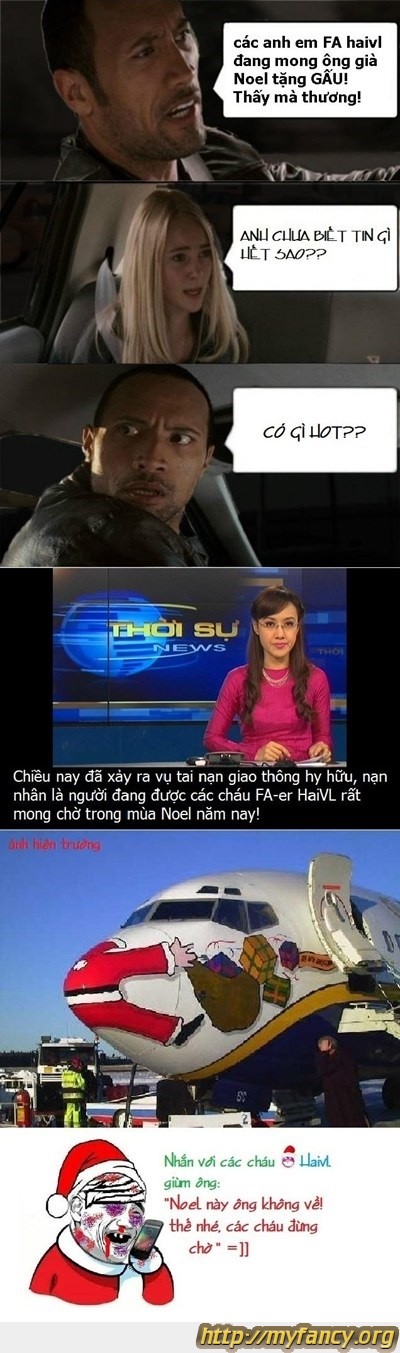 các anh em FA haivl
đang mong ông già
Noel tặng GẤU!
Thấy mà thương!
ANH CHƯA BIẾT TIN GÌ
HẾT SAO??
CÓ GÌ HOT??
THỜI SỰ
NEWS
THỜI
Chiều nay đã xảy ra vụ tai nạn giao thông hy hữu, nạn
nhân là người đang được các cháu FA-er HaiVL rất
mong chờ trong mùa Noel năm nay!
ảnh hiện trường
Nhắn với các cháu HaivL
giùm ông:
"Noel này ông không về!
thế nhé, các cháu đừng
chờ " =]]
http://myfancy.org